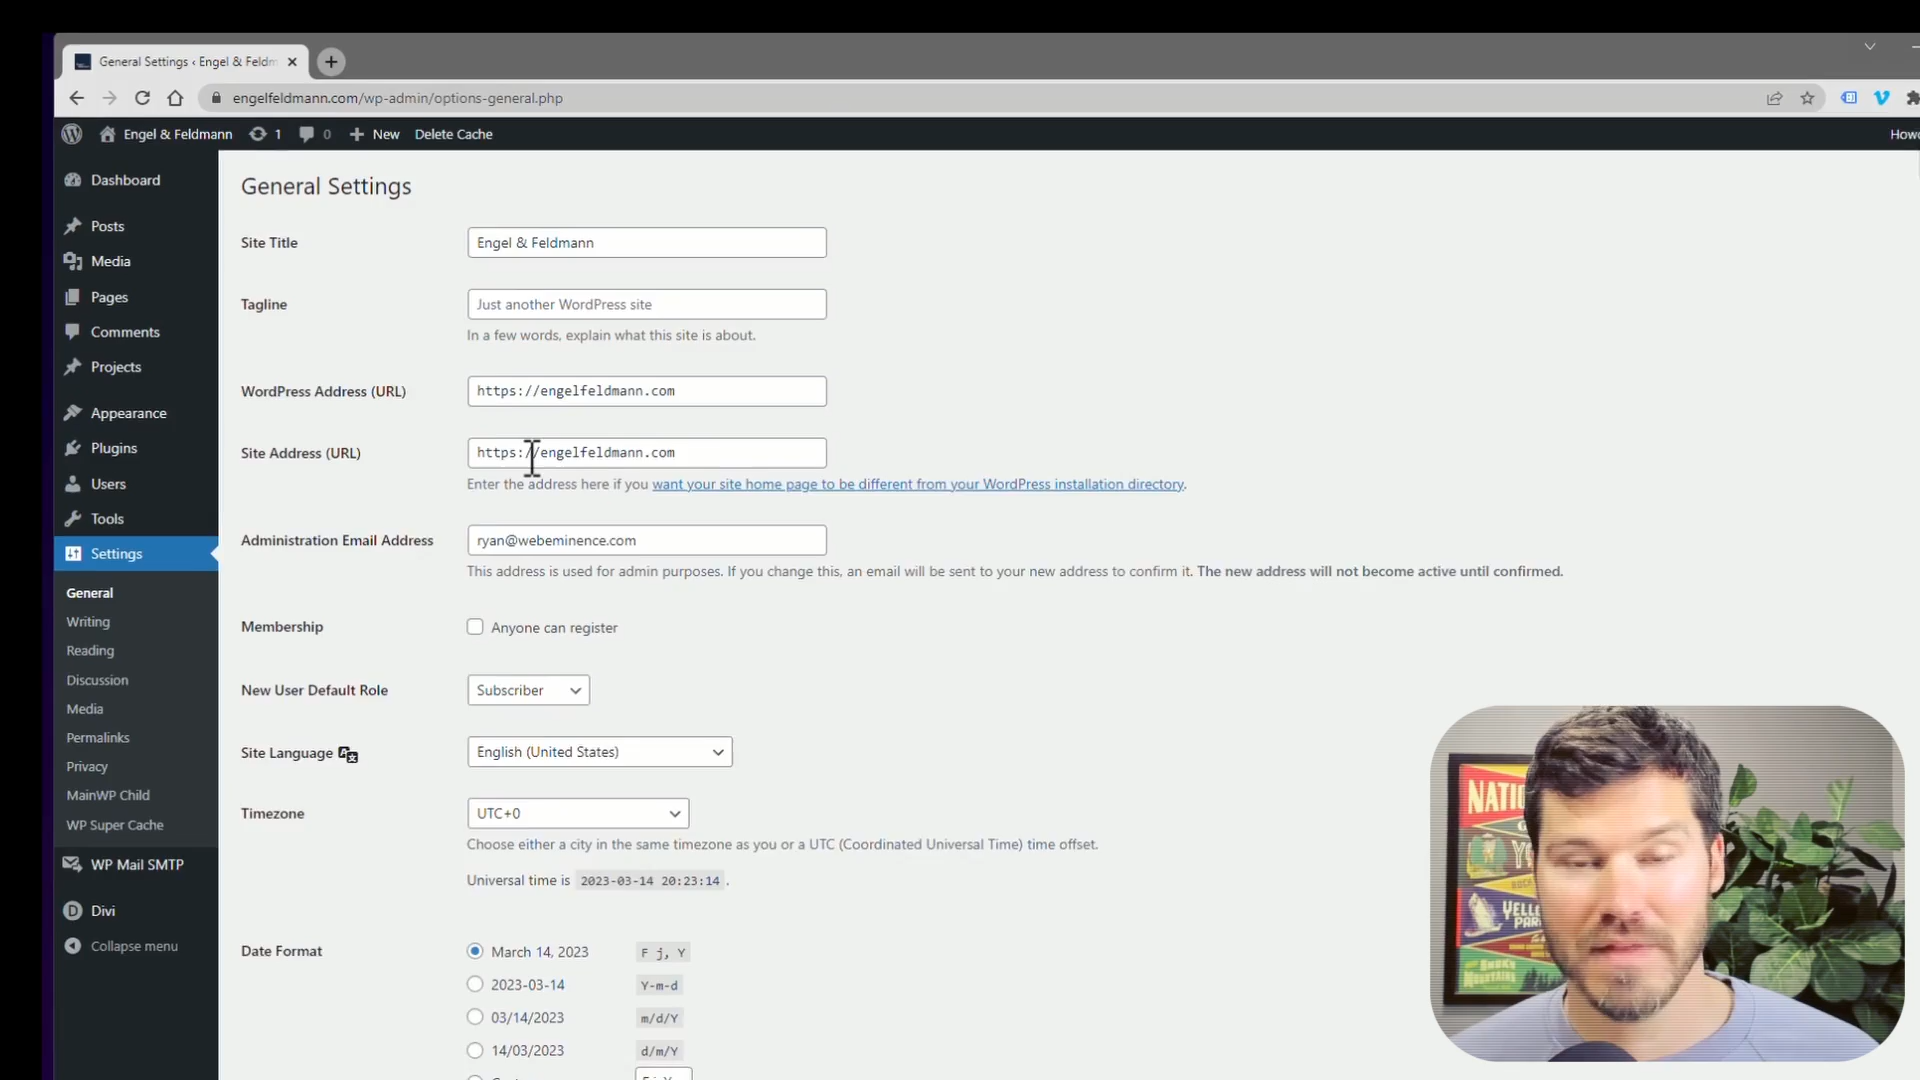 General Settings ‹ Engel & Feldm
engelfeldmann.com/wp-admin/options-general.php
Engel & Feldmann 1 0 New Delete Cache How
Dashboard
Posts
Media
Pages
Comments
Projects
Appearance
Plugins
Users
Tools
Settings
General
Writing
Reading
Discussion
Media
Permalinks
Privacy
MainWP Child
WP Super Cache
WP Mail SMTP
Divi
Collapse menu
General Settings
Site Title Engel & Feldmann
Tagline Just another WordPress site
In a few words, explain what this site is about.
WordPress Address (URL) https://engelfeldmann.com
Site Address (URL) https://engelfeldmann.com
Enter the address here if you want your site home page to be different from your WordPress installation directory.
Administration Email Address ryan@webeminence.com
This address is used for admin purposes. If you change this, an email will be sent to your new address to confirm it. The new address will not become active until confirmed.
Membership Anyone can register
New User Default Role Subscriber
Site Language English (United States)
Timezone UTC+0
Choose either a city in the same timezone as you or a UTC (Coordinated Universal Time) time offset.
Universal time is 2023-03-14 20:23:14 .
Date Format March 14, 2023 F j, Y
2023-03-14 Y-m-d
03/14/2023 m/d/Y
14/03/2023 d/m/Y